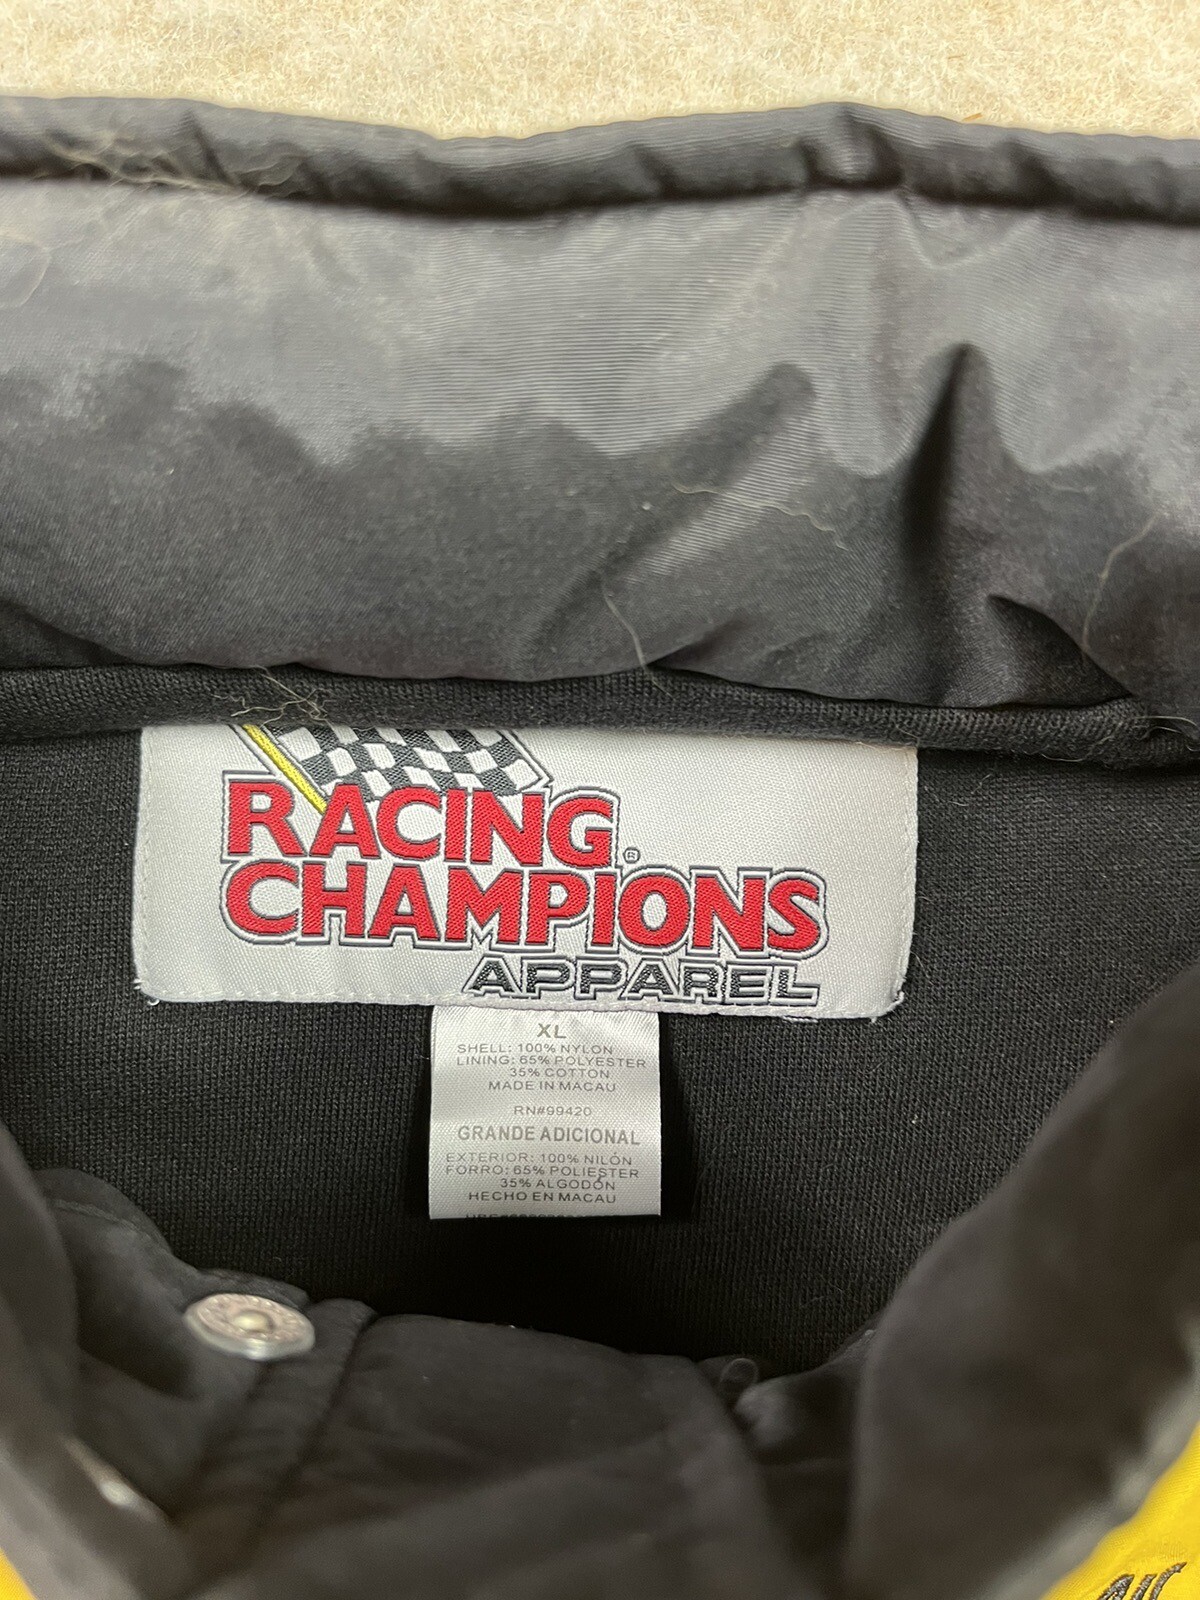 RACING
CHAMPIONS®
APPAREL
XL
SHELL: 100% NYLON
LINING: 65% POLYESTER
35% COTTON
MADE IN MACAU
RN#99420
GRANDE ADICIONAL
EXTERIOR: 100% NILÓN
FORRO: 65% POLIÉSTER
35% ALGODÓN
HECHO EN MACAU